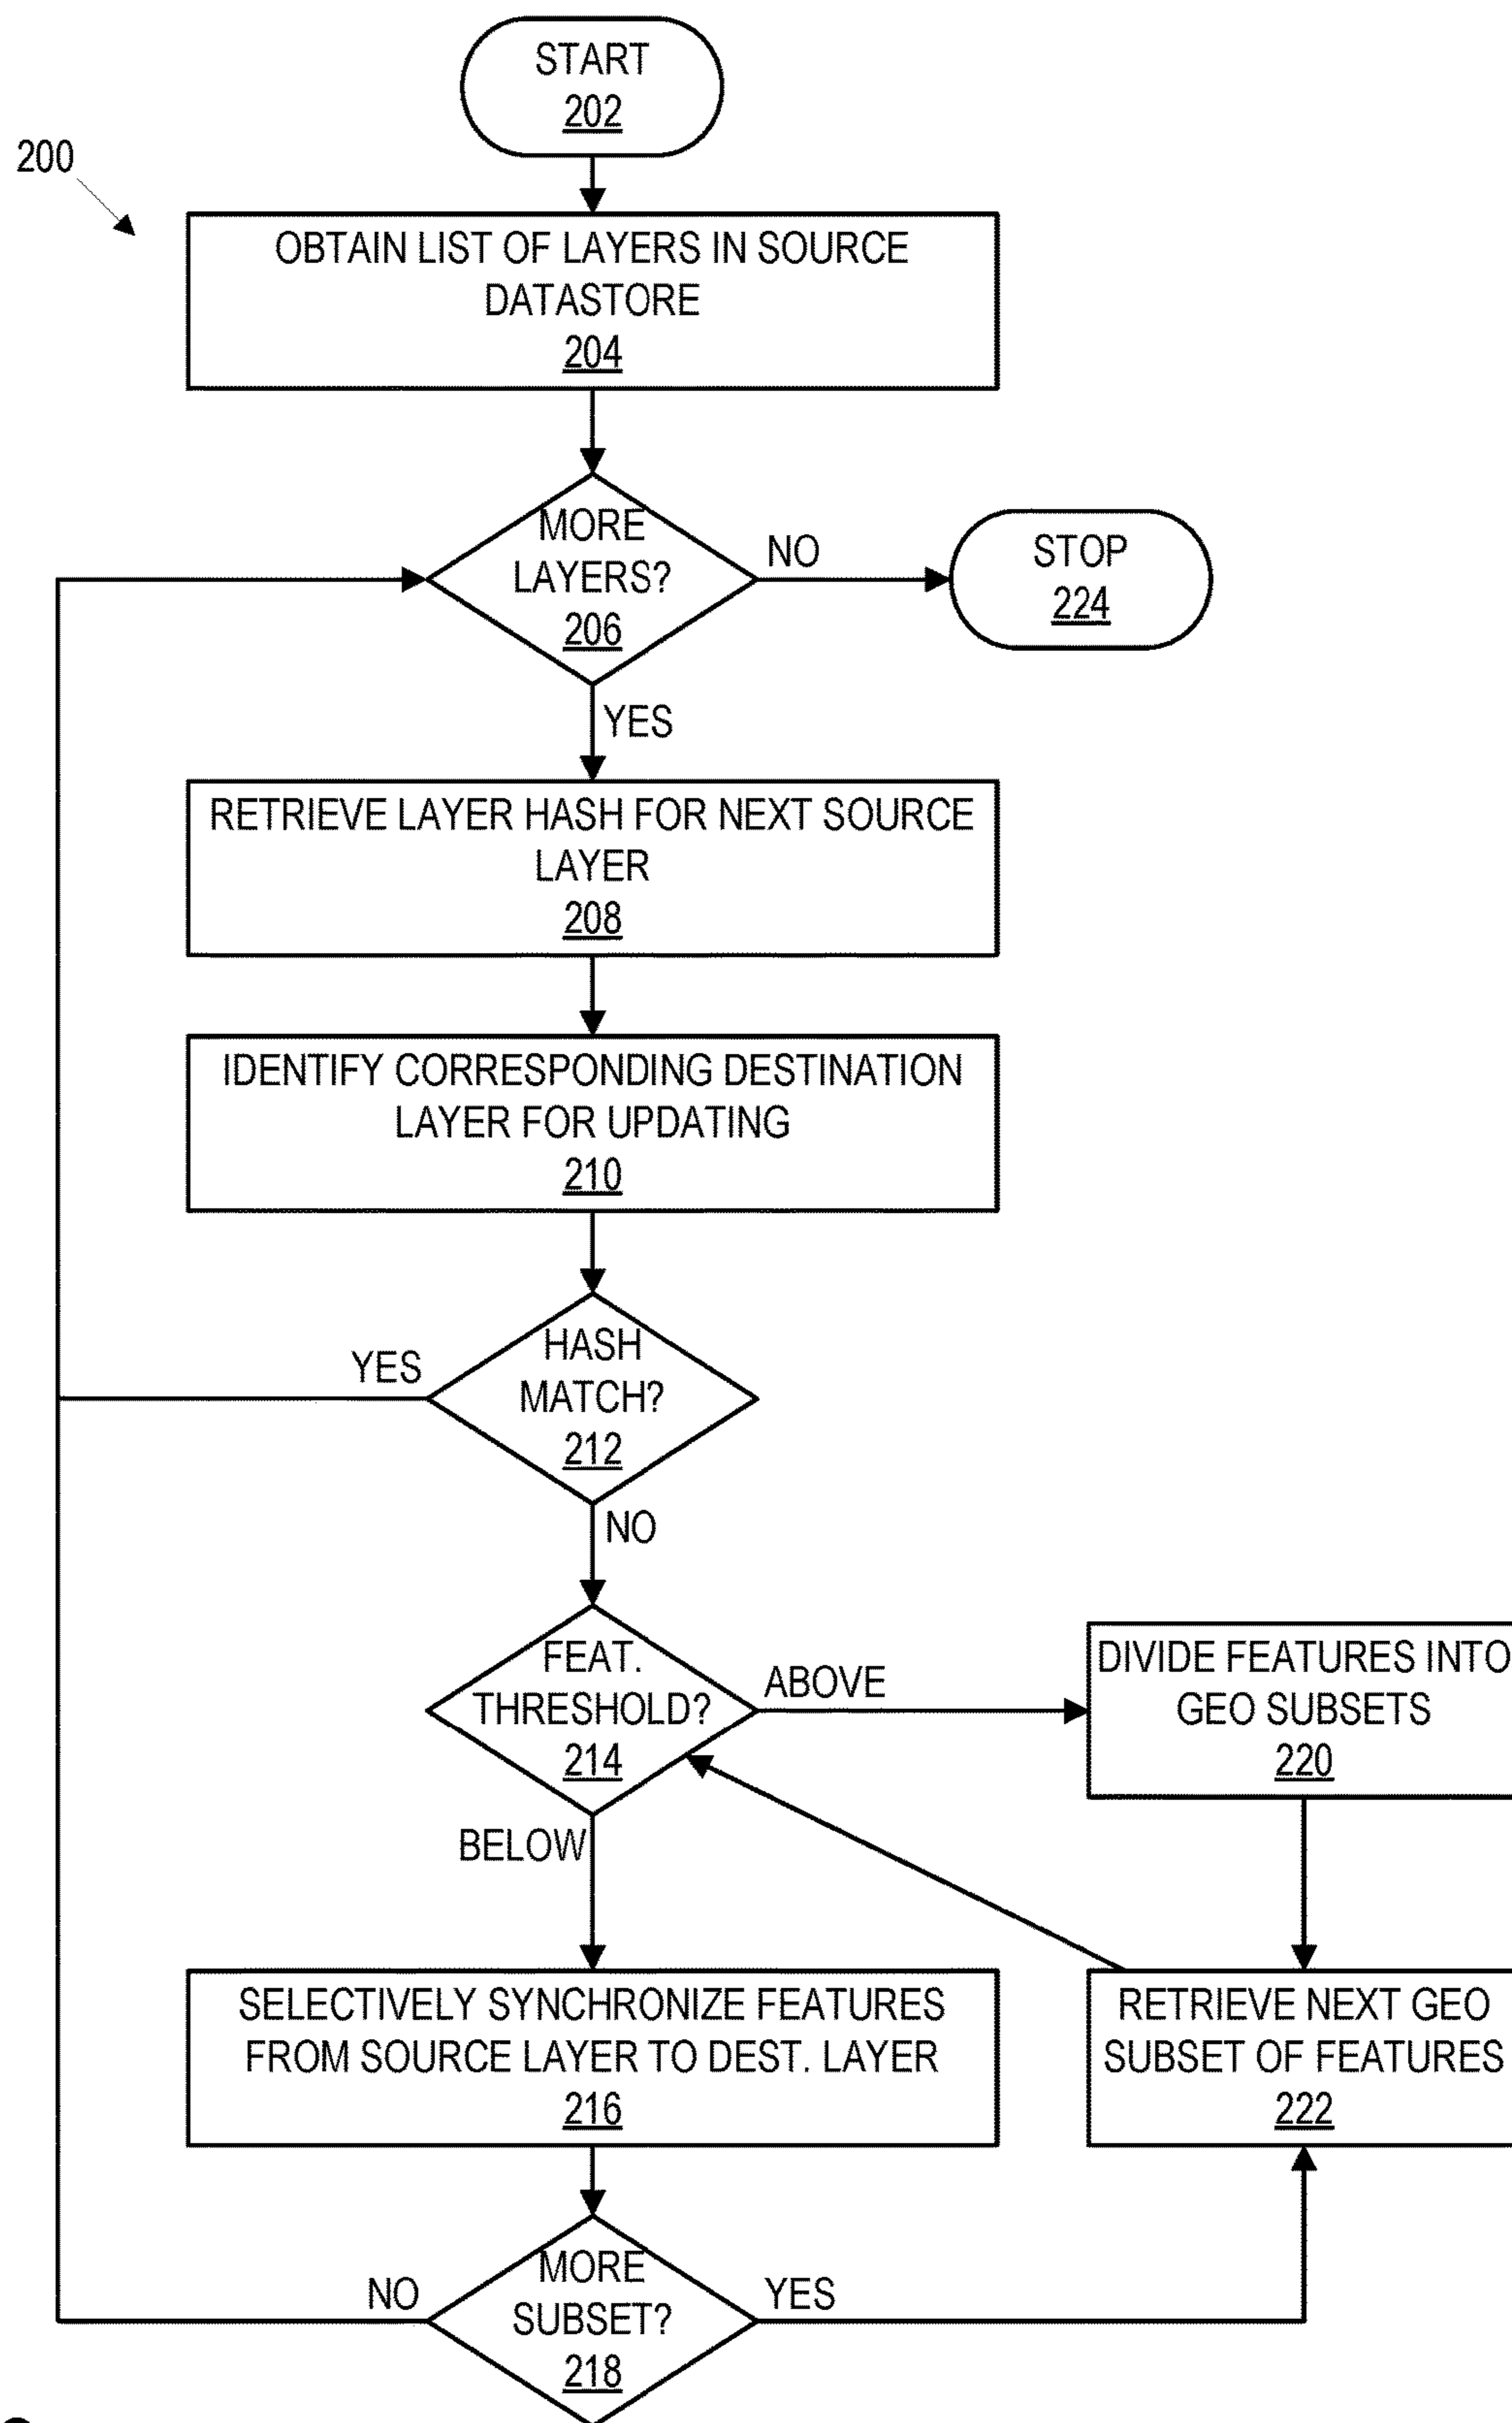 START
202
200
OBTAIN LIST OF LAYERS IN SOURCE
DATASTORE
204
MORE
LAYERS?
206
NO
STOP
224
YES
RETRIEVE LAYER HASH FOR NEXT SOURCE
LAYER
208
IDENTIFY CORRESPONDING DESTINATION
LAYER FOR UPDATING
210
YES
HASH
MATCH?
212
NO
FEAT.
THRESHOLD?
214
ABOVE
DIVIDE FEATURES INTO
GEO SUBSETS
220
BELOW
SELECTIVELY SYNCHRONIZE FEATURES
FROM SOURCE LAYER TO DEST. LAYER
216
RETRIEVE NEXT GEO
SUBSET OF FEATURES
222
NO
MORE
SUBSET?
218
YES